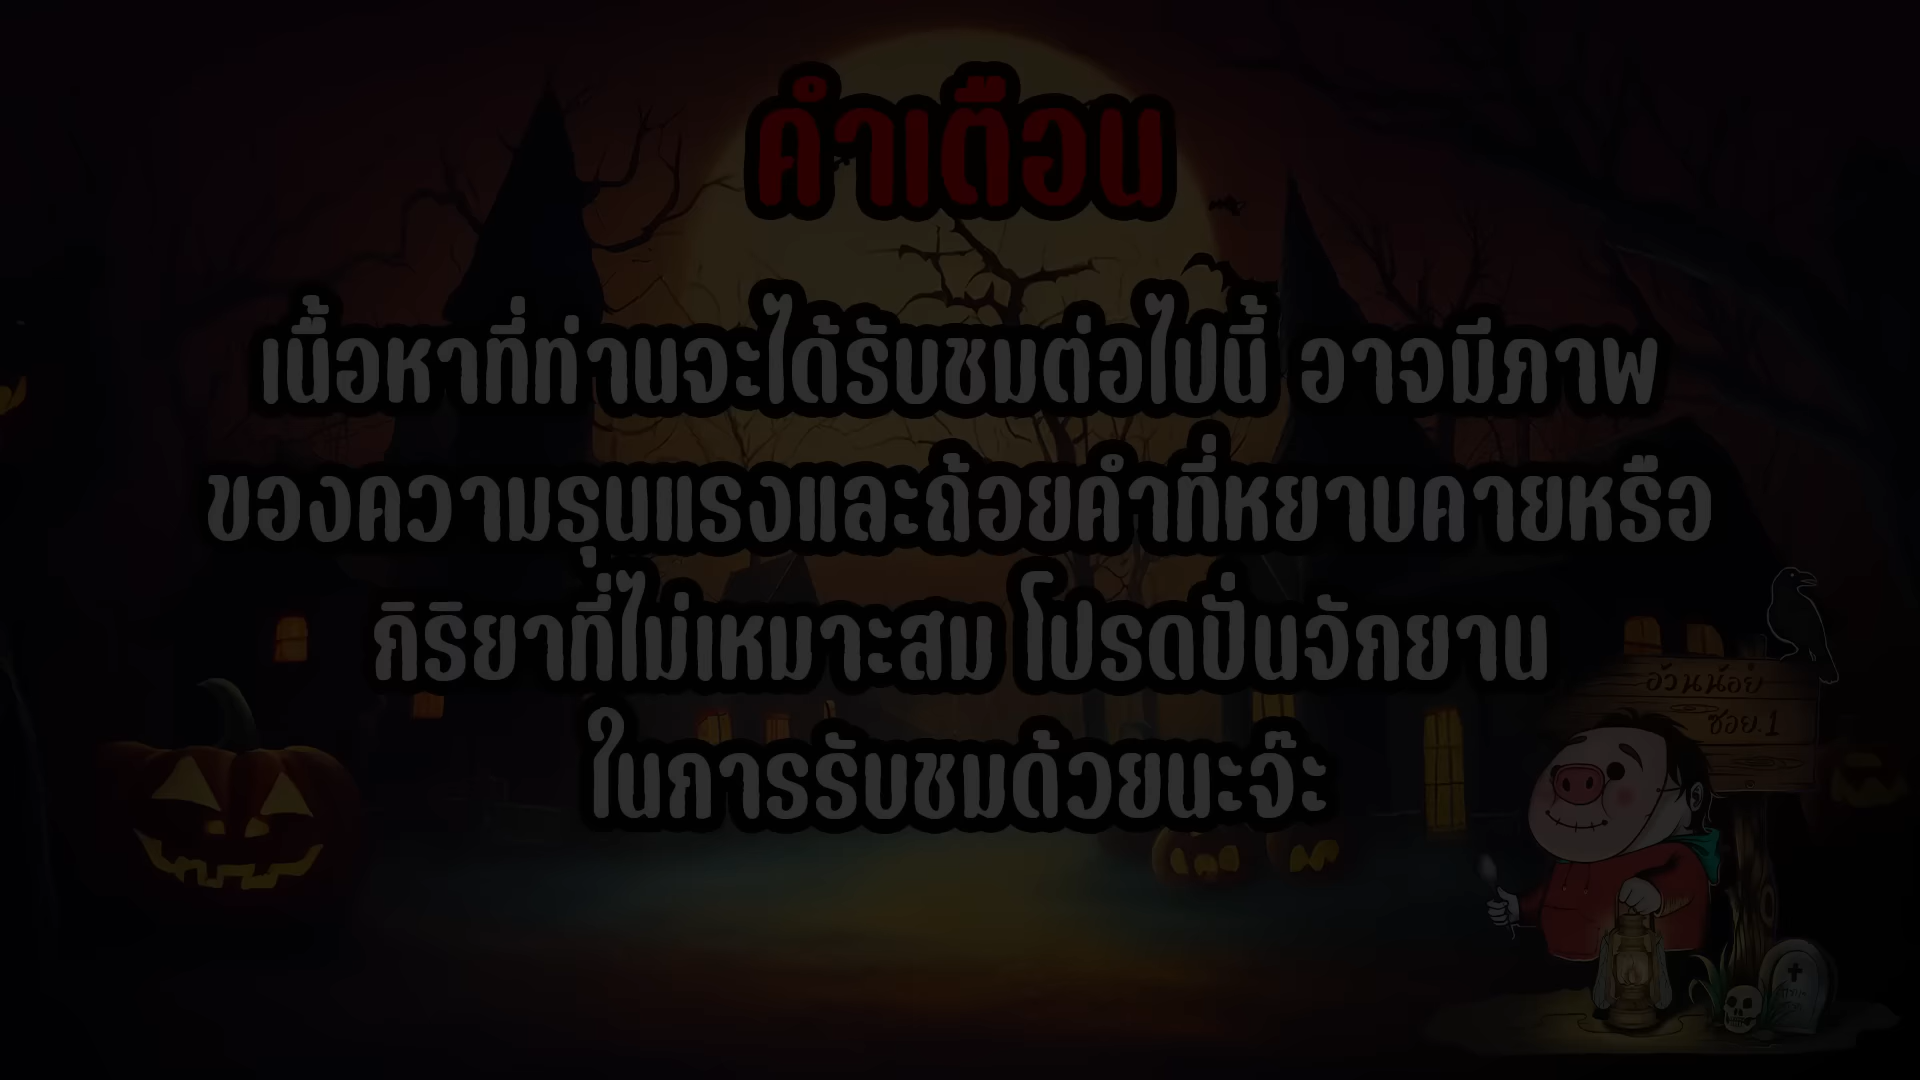 คำเตือน
เนื้อหาที่ท่านจะได้รับชมต่อไปนี้ อาจมีภาพ
ของความรุนแรงและถ้อยคำที่หยาบคายหรือ
กิริยาที่ไม่เหมาะสม โปรดปั่นจักยาน
ในการรับชมด้วยนะจ๊ะ
อ้วนน้อย
ซอย.1